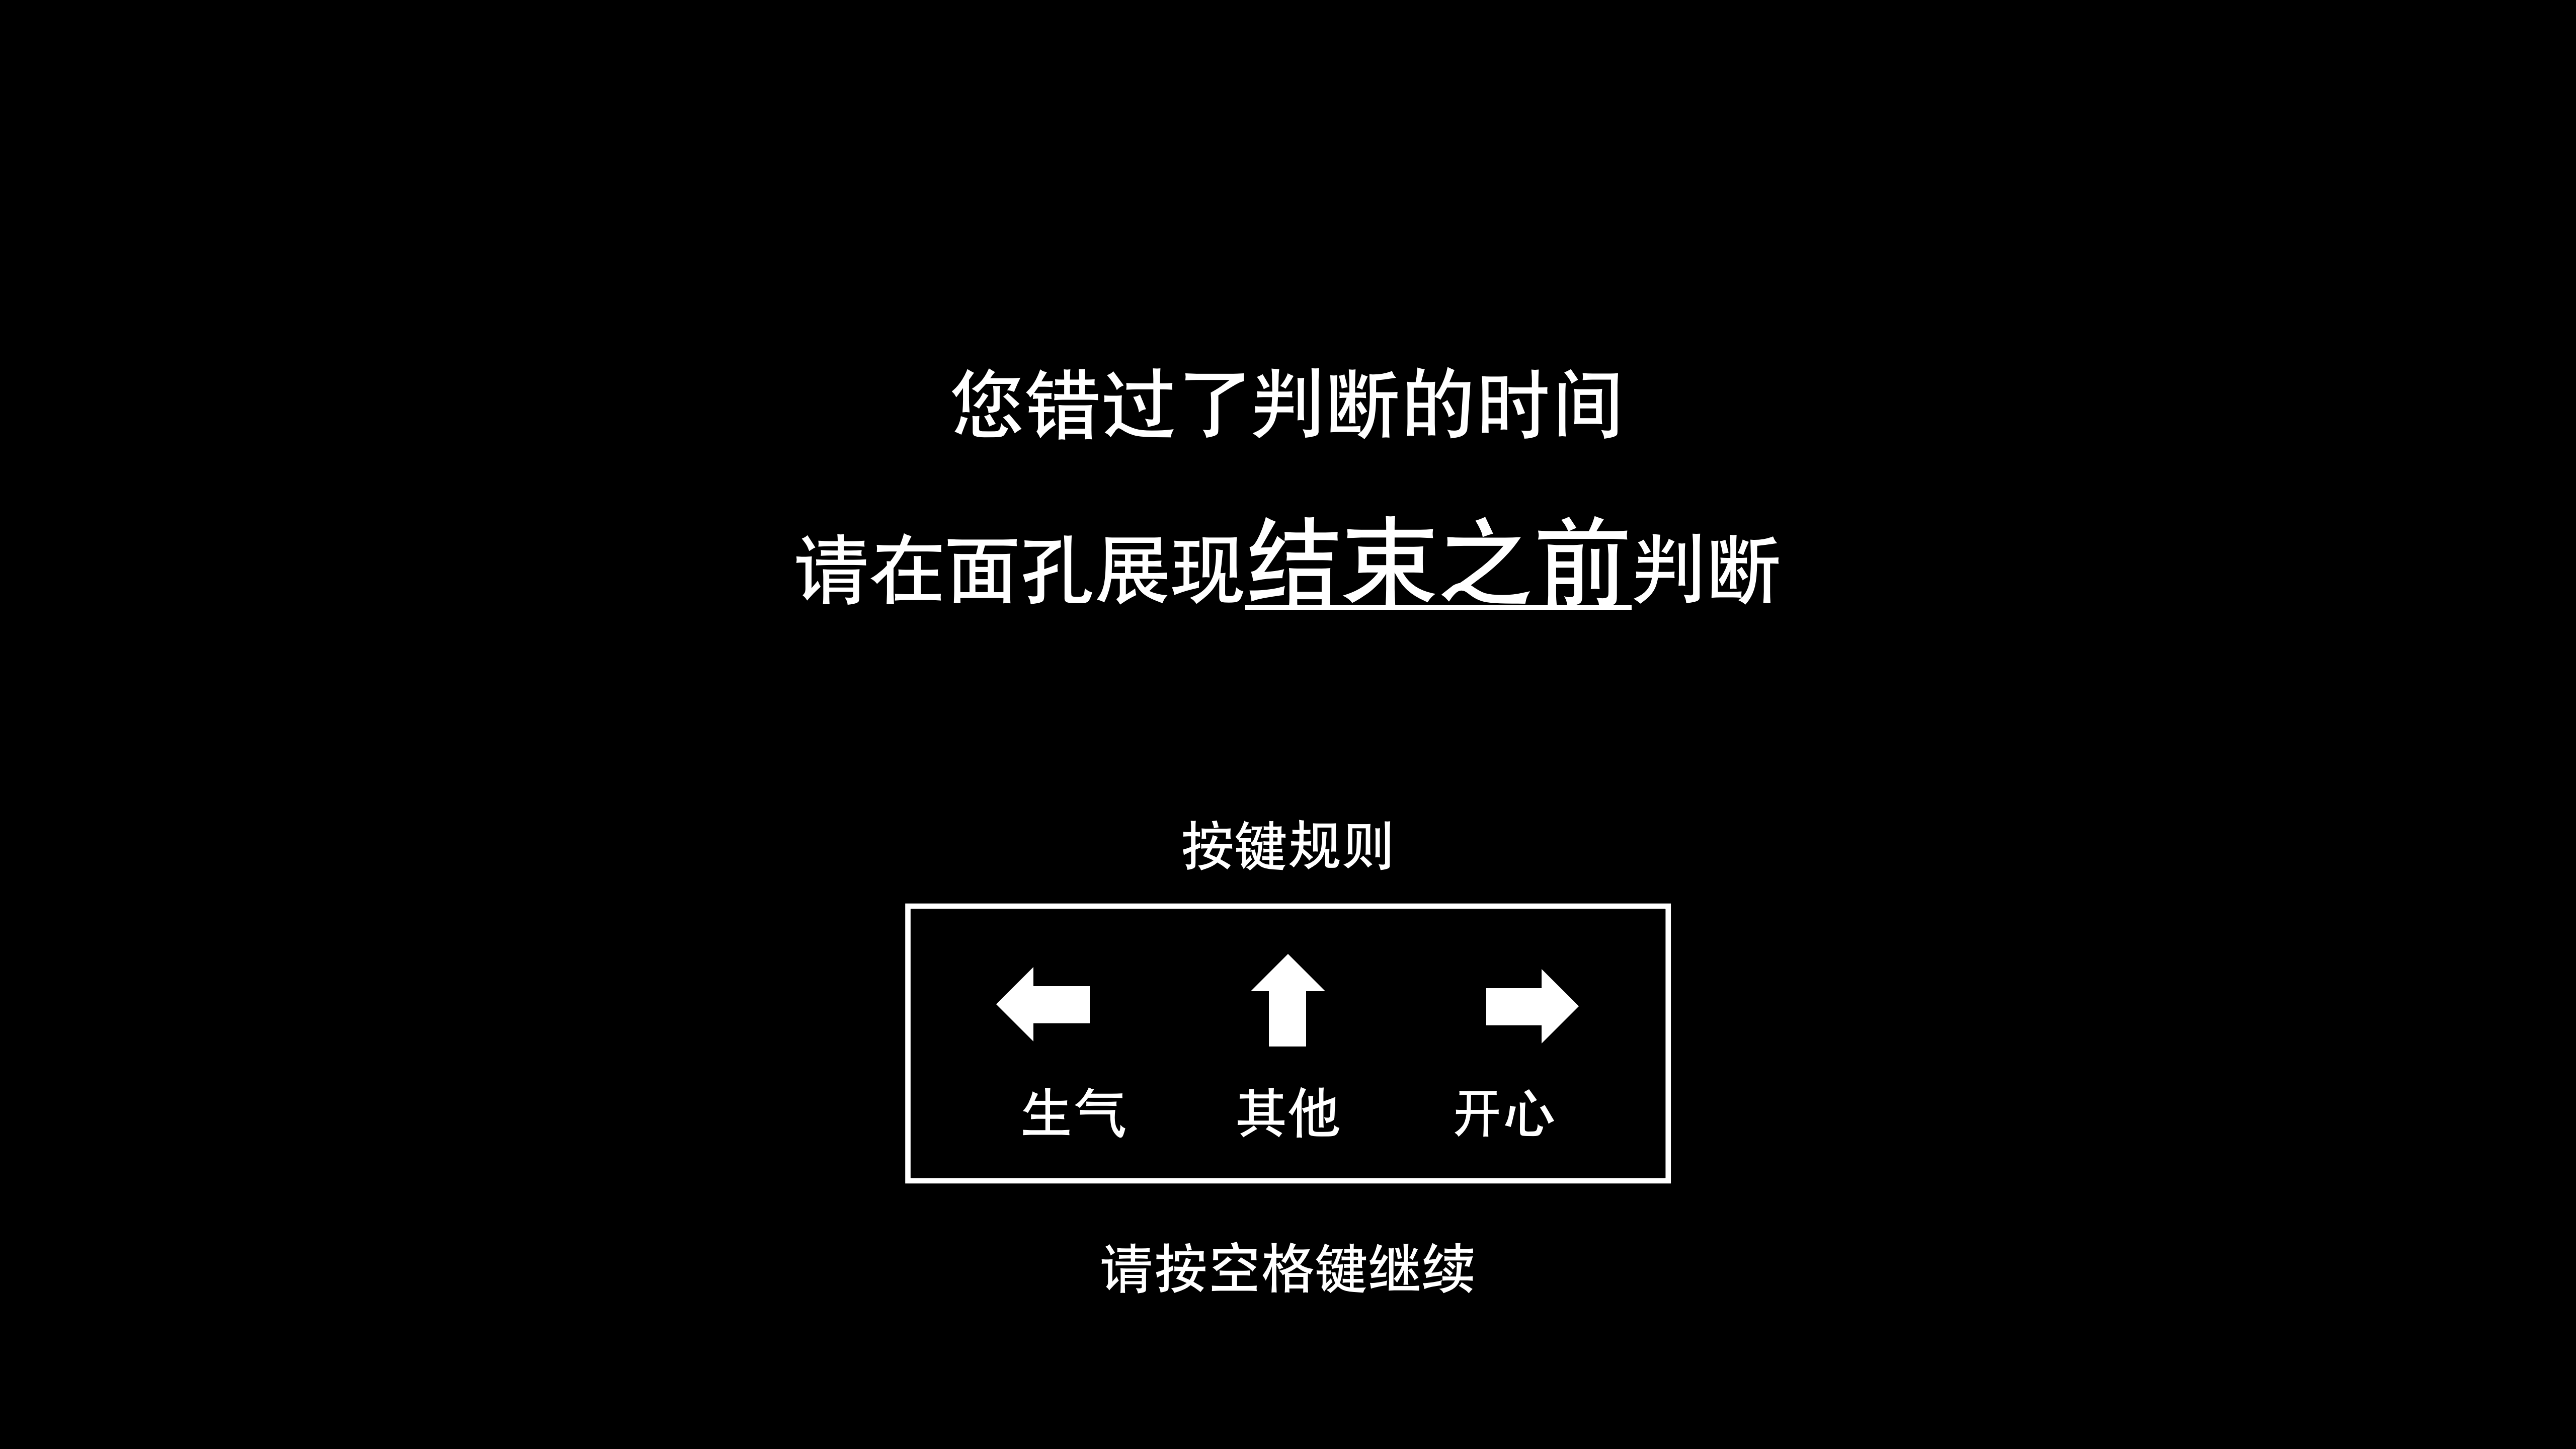 您错过了判断的时间
请在面孔展现结束之前判断
按键规则
生气 其他 开心
请按空格键继续